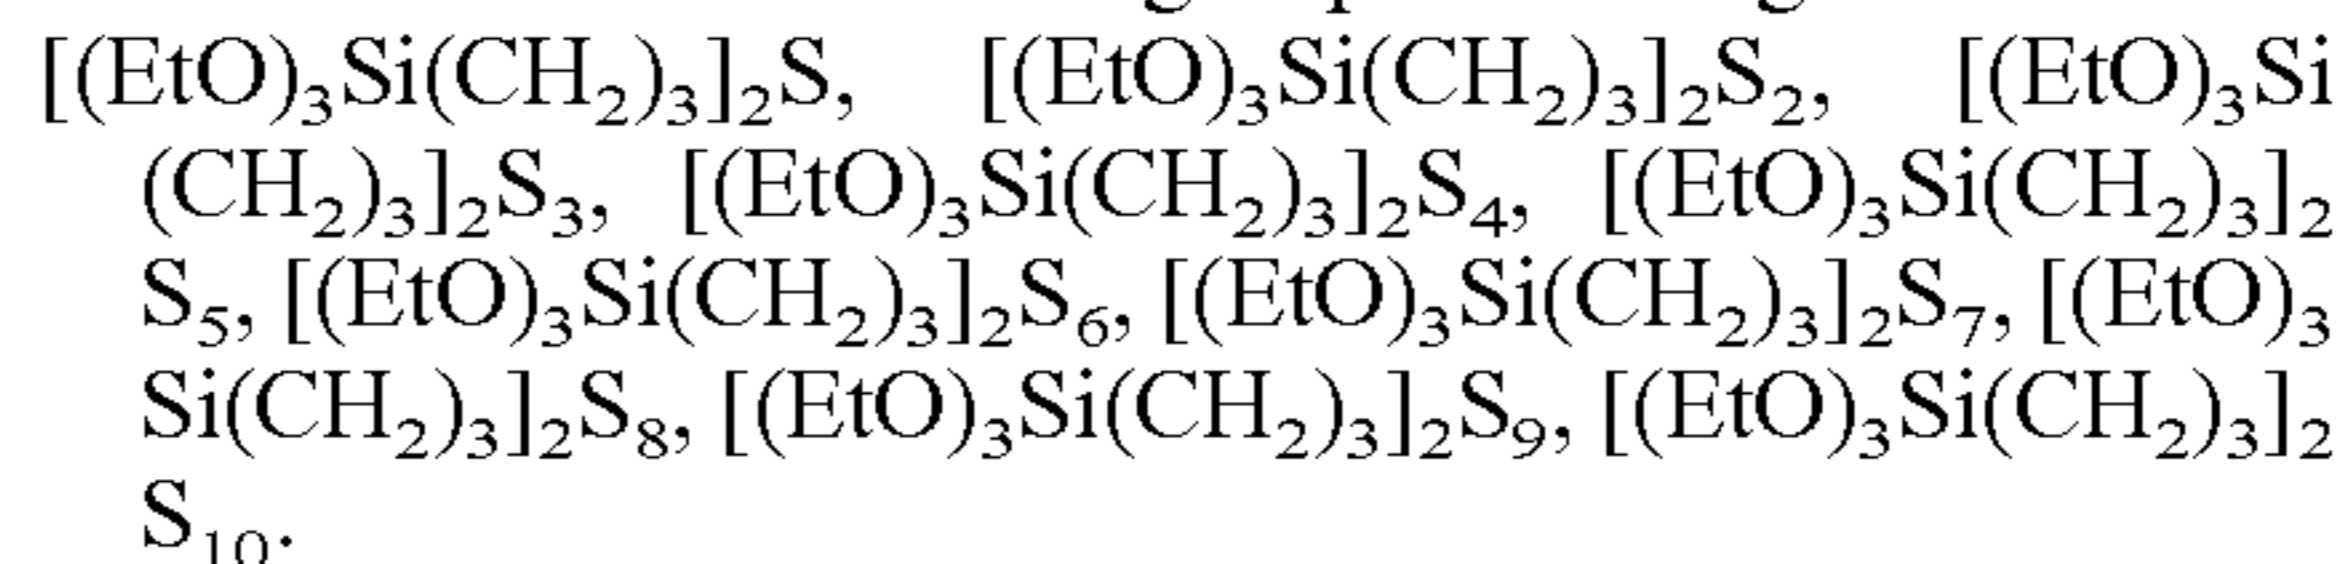 [(EtO)₃Si(CH₂)₃]₂S, [(EtO)₃Si(CH₂)₃]₂S₂, [(EtO)₃Si
(CH₂)₃]₂S₃, [(EtO)₃Si(CH₂)₃]₂S₄, [(EtO)₃Si(CH₂)₃]₂
S₅, [(EtO)₃Si(CH₂)₃]₂S₆, [(EtO)₃Si(CH₂)₃]₂S₇, [(EtO)₃
Si(CH₂)₃]₂S₈, [(EtO)₃Si(CH₂)₃]₂S₉, [(EtO)₃Si(CH₂)₃]₂
S₁₀.